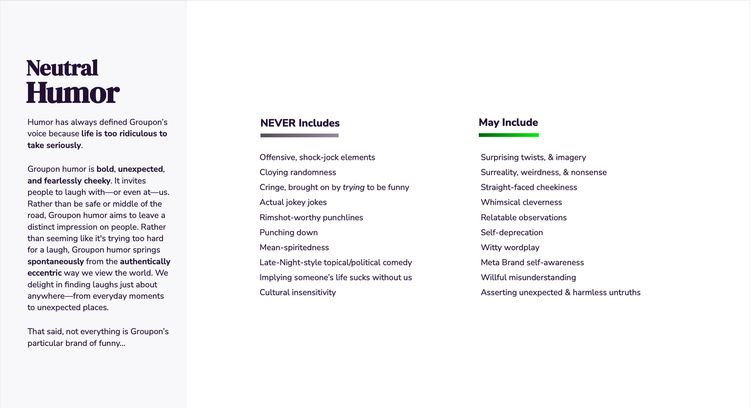 Neutral
Humor
Humor has always defined Groupon's
voice because life is too ridiculous to
take seriously.
Groupon humor is bold, unexpected,
and fearlessly cheeky. It invites
people to laugh with—or even at—us.
Rather than be safe or middle of the
road, Groupon humor aims to leave a
distinct impression on people. Rather
than seeming like it's trying too hard
for a laugh, Groupon humor springs
spontaneously from the authentically
eccentric way we view the world. We
delight in finding laughs just about
anywhere—from everyday moments
to unexpected places.
That said, not everything is Groupon's
particular brand of funny...
NEVER Includes
Offensive, shock-jock elements
Cloying randomness
Cringe, brought on by trying to be funny
Actual jokey jokes
Rimshot-worthy punchlines
Punching down
Mean-spiritedness
Late-Night-style topical/political comedy
Implying someone's life sucks without us
Cultural insensitivity
May Include
Surprising twists, & imagery
Surreality, weirdness, & nonsense
Straight-faced cheekiness
Whimsical cleverness
Relatable observations
Self-deprecation
Witty wordplay
Meta Brand self-awareness
Willful misunderstanding
Asserting unexpected & harmless untruths